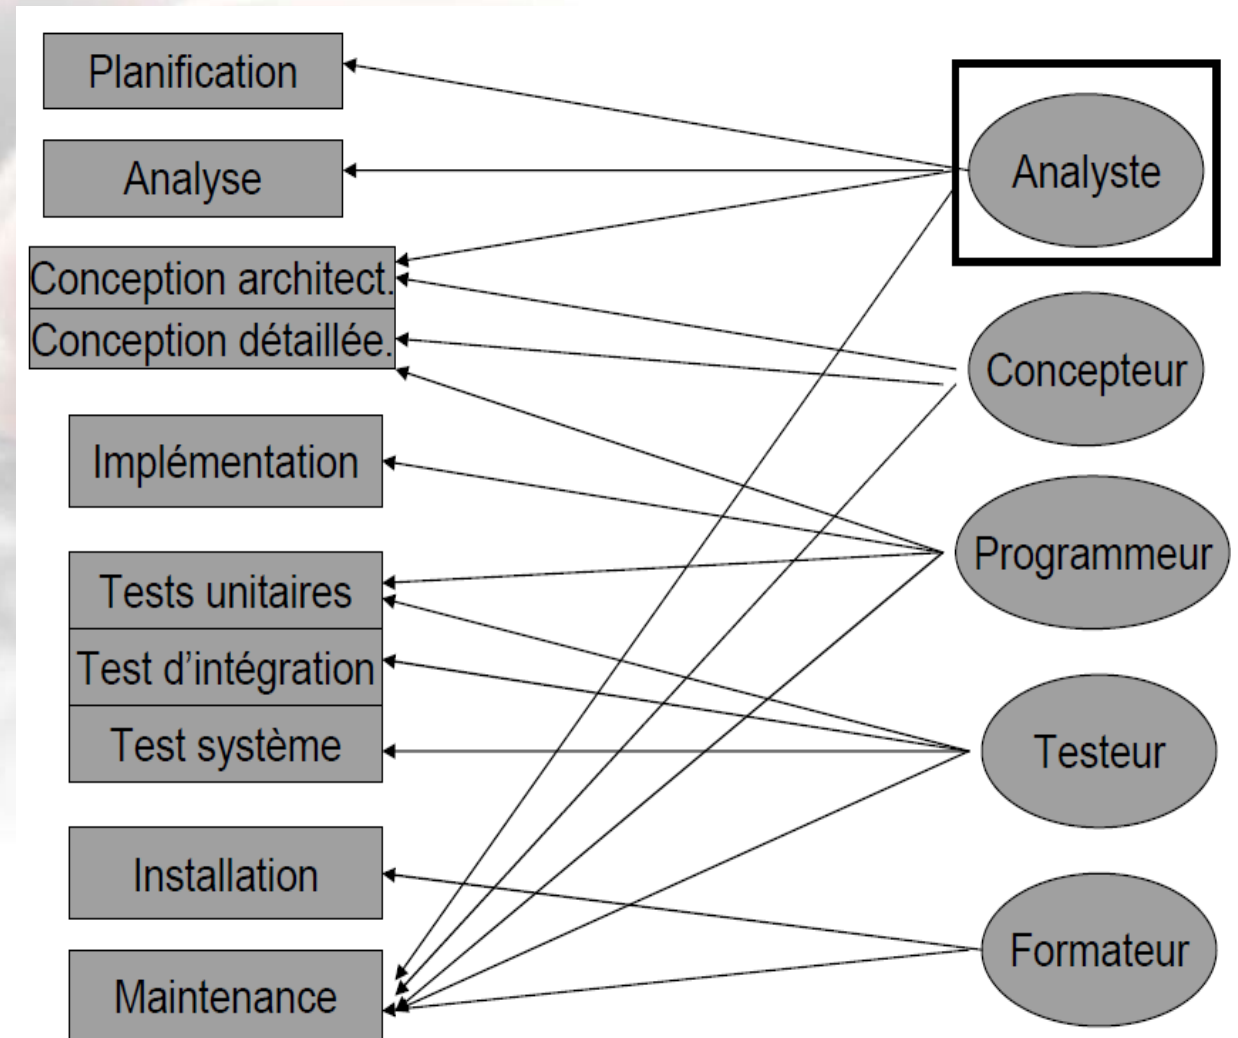 Planification
Analyse
Conception architect.
Conception détaillée.
Implémentation
Tests unitaires
Test d'intégration
Test système
Installation
Maintenance
Analyste
Concepteur
Programmeur
Testeur
Formateur